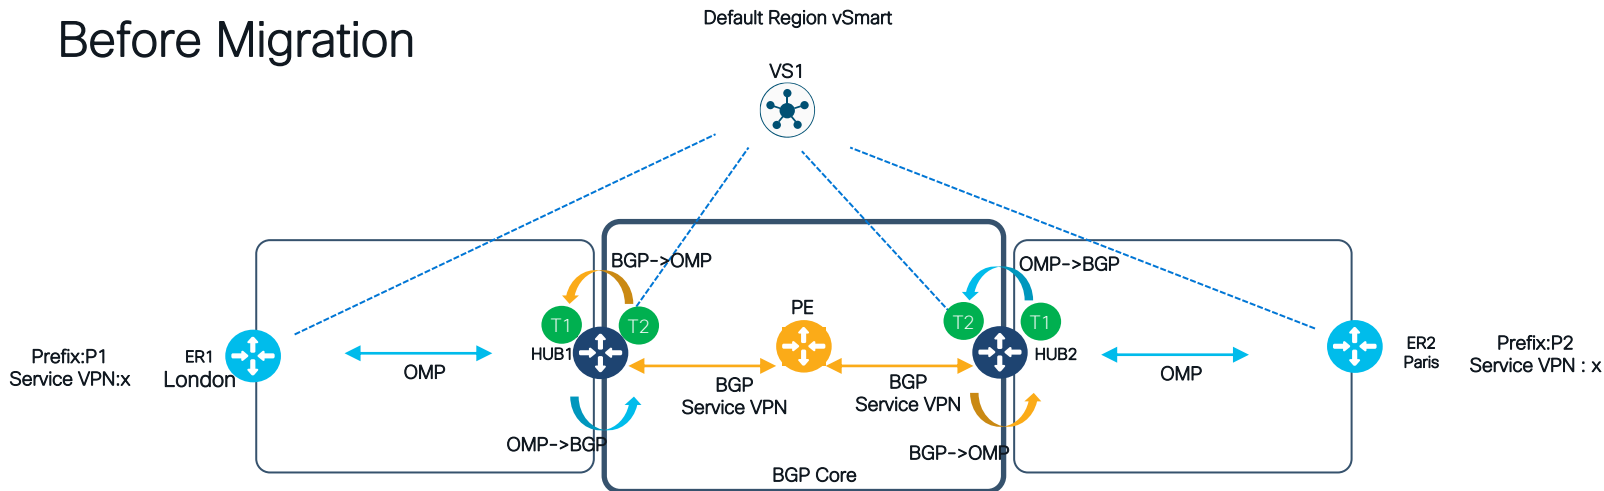 Before Migration
Default Region vSmart
VS1
BGP->OMP
OMP->BGP
T1
T2
PE
T2
T1
Prefix:P1
Service VPN:x
ER1
London
OMP
HUB1
BGP
Service VPN
BGP
Service VPN
HUB2
OMP
ER2
Paris
Prefix:P2
Service VPN : x
OMP->BGP
BGP->OMP
BGP Core